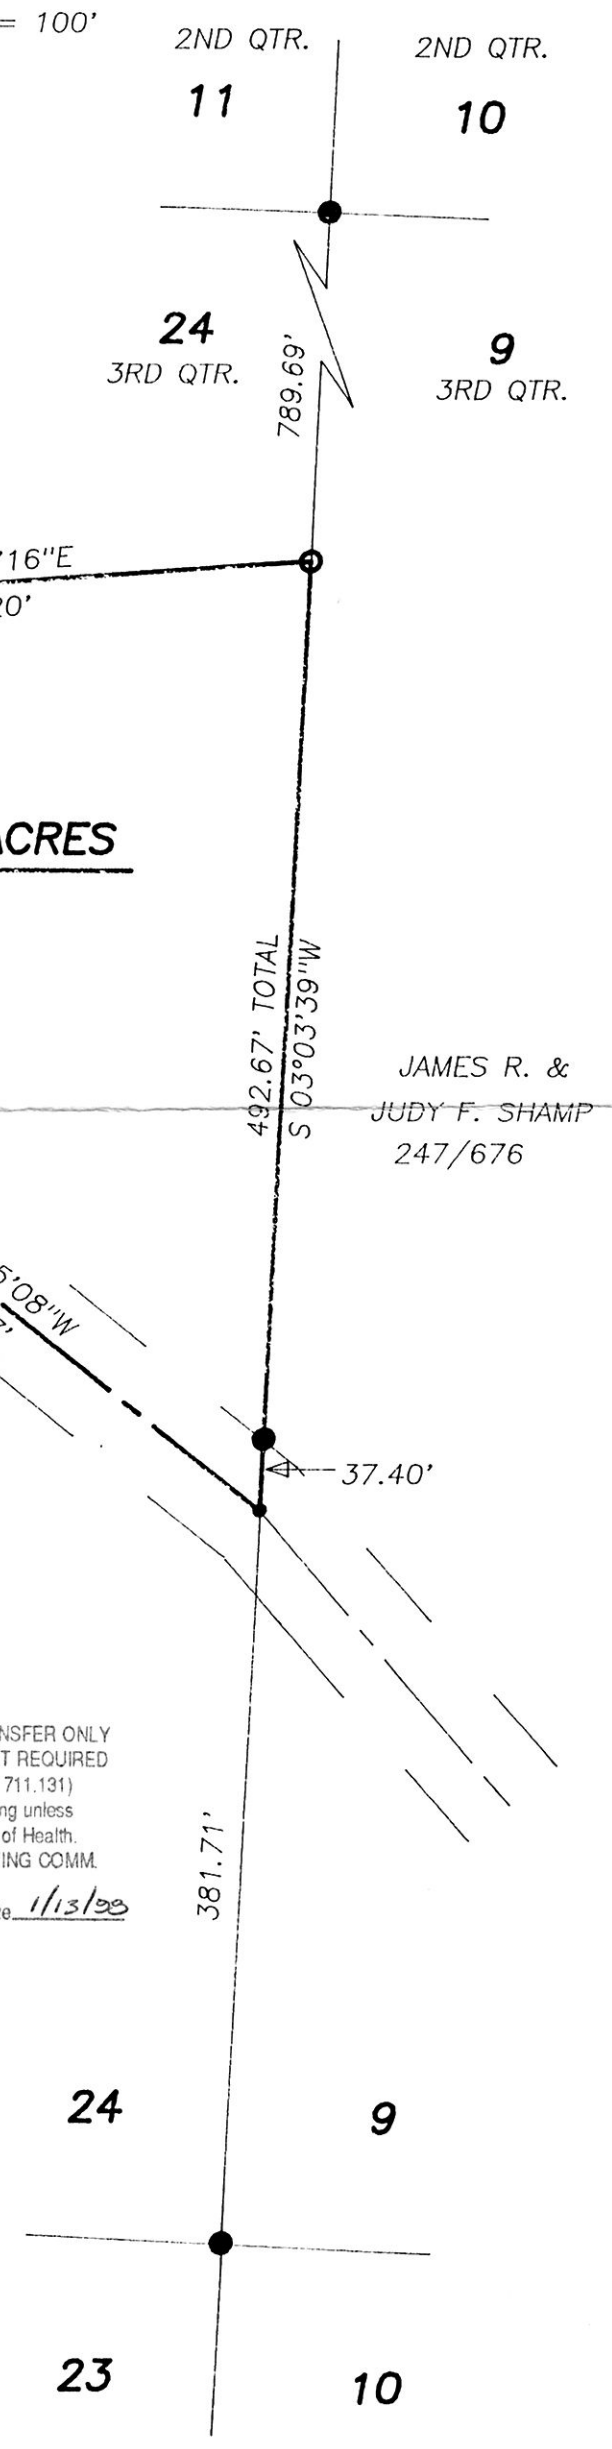 = 100'
2ND QTR.
2ND QTR.
11
10
24
3RD QTR.
9
3RD QTR.
789.69'
'16"E
20'
ACRES
492.67' TOTAL
S 03°03'39"W
JAMES R. &
JUDY F. SHAMP
247/676
5'08"W
7'
37.40'
NSFER ONLY
T REQUIRED
711.131)
ng unless
of Health.
ING COMM.
e 1/13/99
381.71'
24
9
23
10